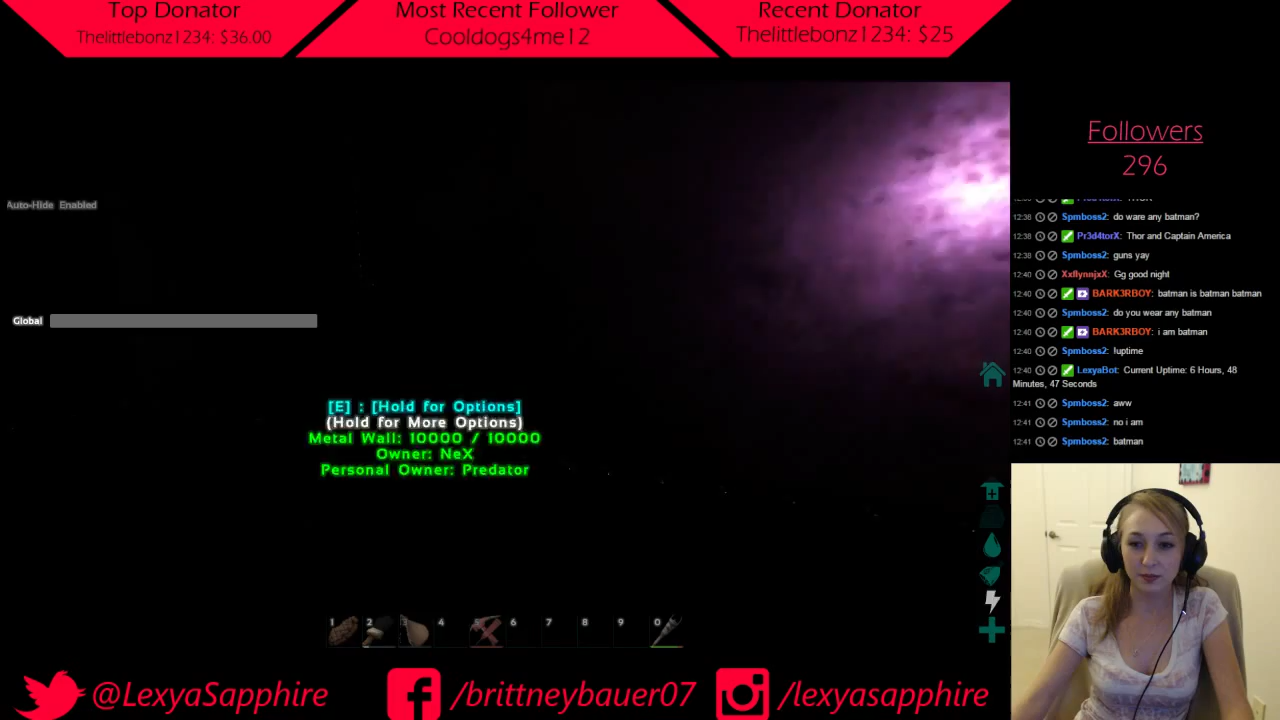 Top Donator
Thelittlebonz1234: $36.00
Most Recent Follower
Cooldogs4me12
Recent Donator
Thelittlebonz1234: $25
Followers
296
Auto-Hide Enabled
Global
[E] : [Hold for Options]
(Hold for More Options)
Metal Wall: 10000 / 10000
Owner: NeX
Personal Owner: Predator
12:38 Spmboss2: do ware any batman?
12:38 Pr3d4torX: Thor and Captain America
12:38 Spmboss2: guns yay
12:40 XxflynnjxX: Gg good night
12:40 BARK3RBOY: batman is batman batman
12:40 Spmboss2: do you wear any batman
12:40 BARK3RBOY: i am batman
12:40 Spmboss2: !uptime
12:40 LexyaBot: Current Uptime: 6 Hours, 48
Minutes, 47 Seconds
12:41 Spmboss2: aww
12:41 Spmboss2: no i am
12:41 Spmboss2: batman
1 2 3 4 5 6 7 8 9 0
@LexyaSapphire
/brittneybauer07
/lexyasapphire